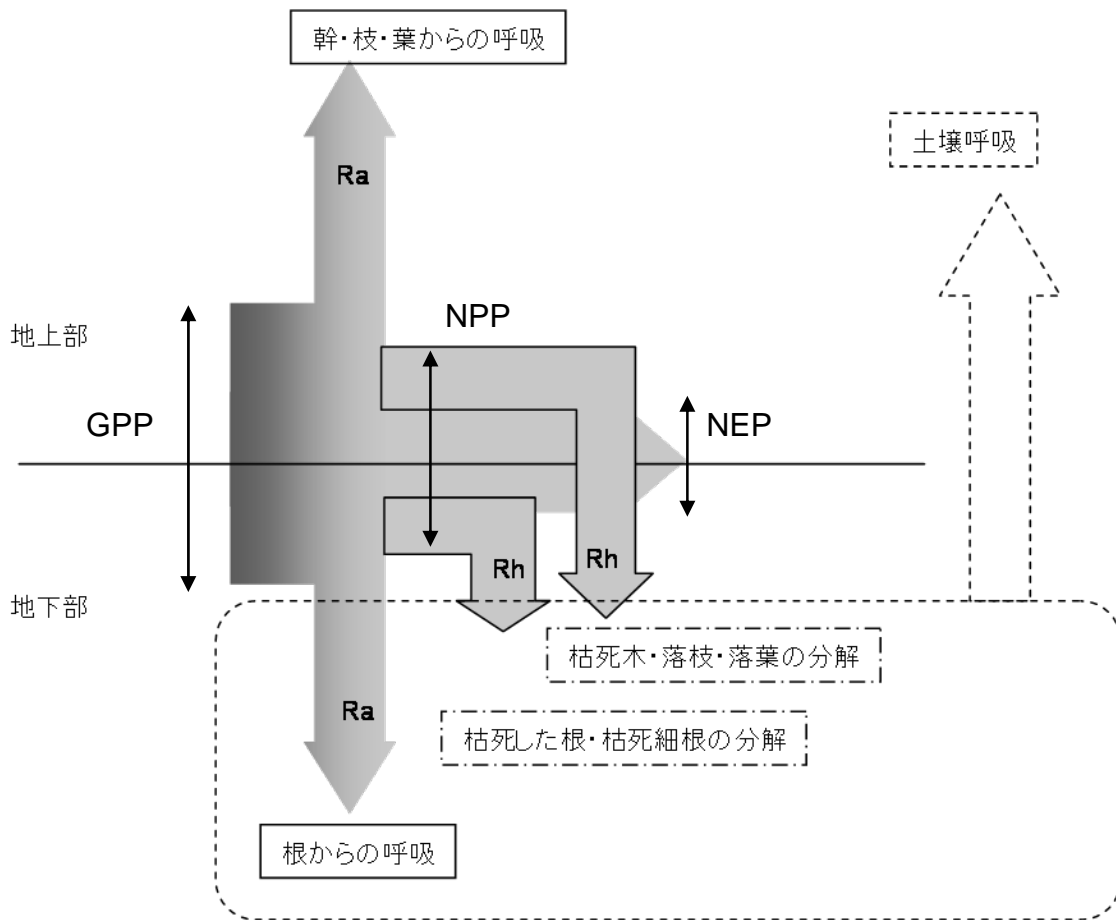 幹・枝・葉からの呼吸
土壌呼吸
Ra
NPP
地上部
GPP
NEP
Rh
Rh
地下部
枯死木・落枝・落葉の分解
Ra
枯死した根・枯死細根の分解
根からの呼吸